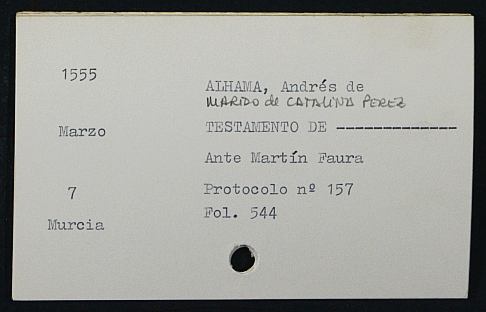 1555
ALHAMA, Andrés de
MARIDO de CATALINA PEREZ
Marzo
TESTAMENTO DE -------------
Ante Martín Faura
7
Protocolo nº 157
Fol. 544
Murcia